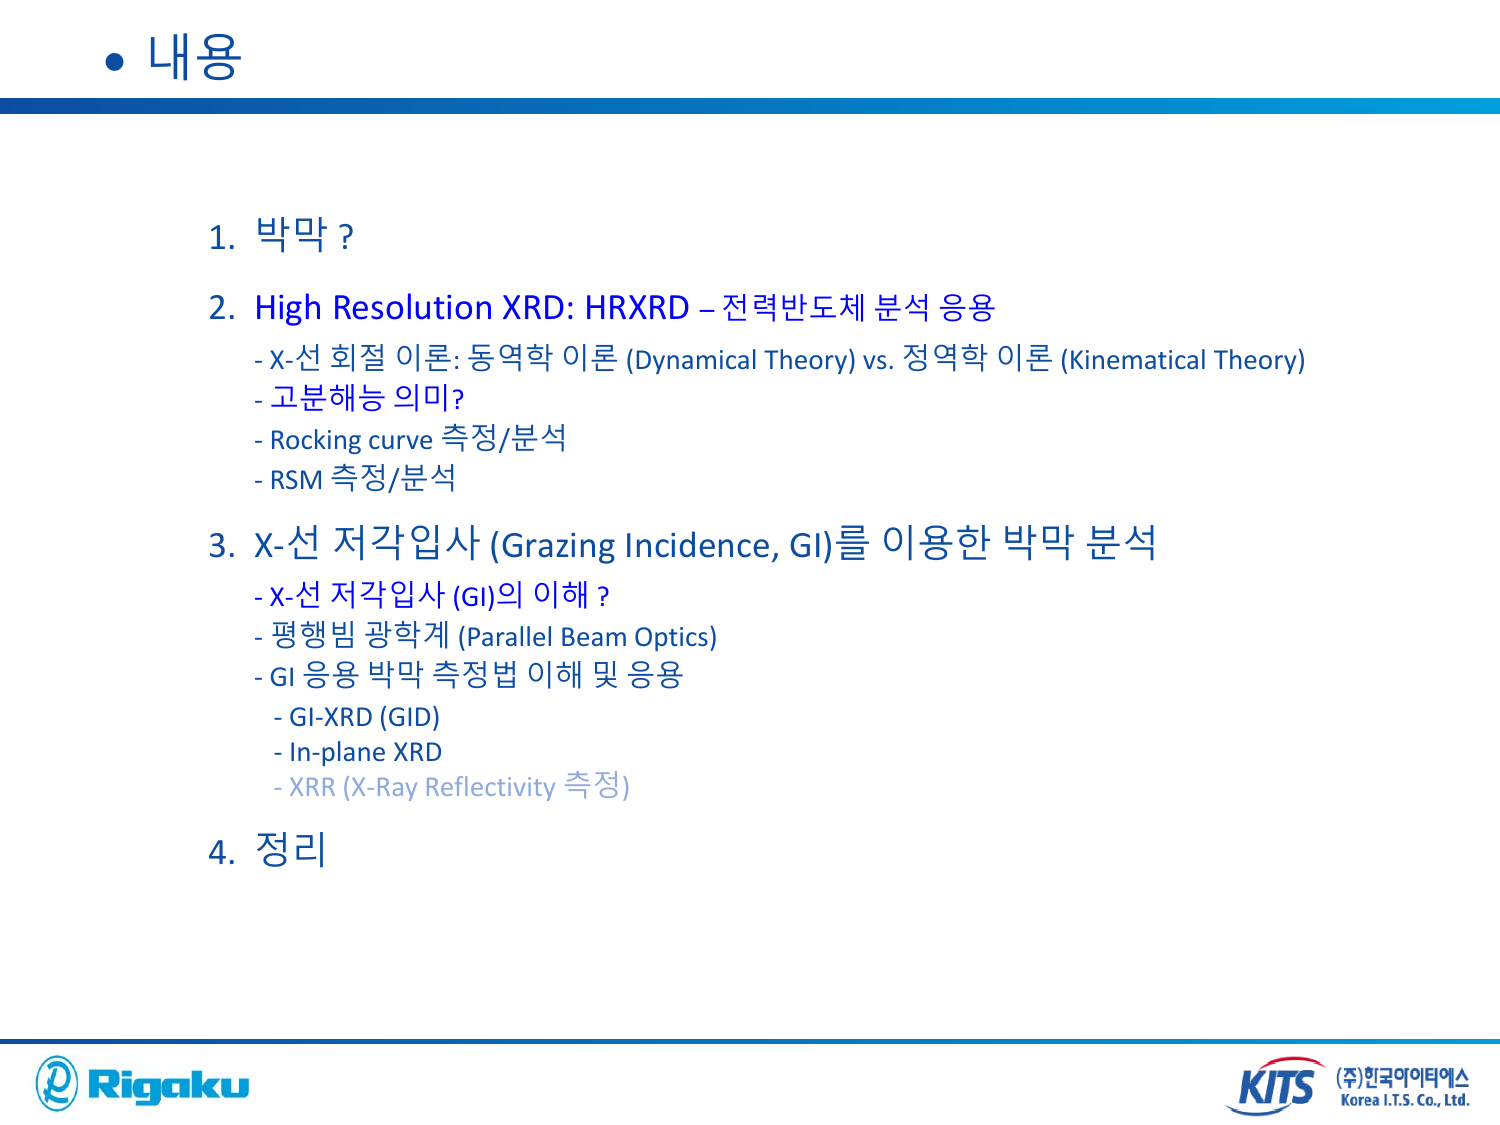 • 내용
1. 박막 ?
2. High Resolution XRD: HRXRD – 전력반도체 분석 응용
- X-선 회절 이론: 동역학 이론 (Dynamical Theory) vs. 정역학 이론 (Kinematical Theory)
- 고분해능 의미?
- Rocking curve 측정/분석
- RSM 측정/분석
3. X-선 저각입사 (Grazing Incidence, GI)를 이용한 박막 분석
- X-선 저각입사 (GI)의 이해 ?
- 평행빔 광학계 (Parallel Beam Optics)
- GI 응용 박막 측정법 이해 및 응용
- GI-XRD (GID)
- In-plane XRD
- XRR (X-Ray Reflectivity 측정)
4. 정리
Rigaku
KITS (주)한국아이티에스
Korea I.T.S. Co., Ltd.